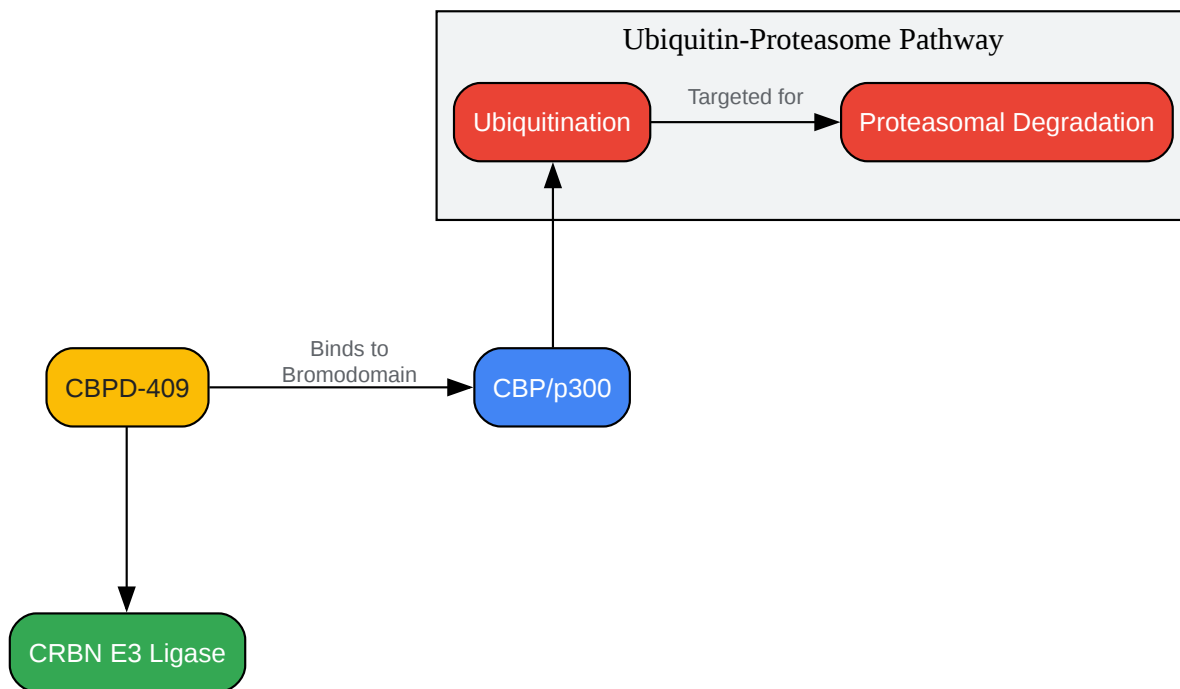 Ubiquitin-Proteasome Pathway
Ubiquitination
Targeted for
Proteasomal Degradation
Binds to
Bromodomain
CBPD-409
CBP/p300
CRBN E3 Ligase